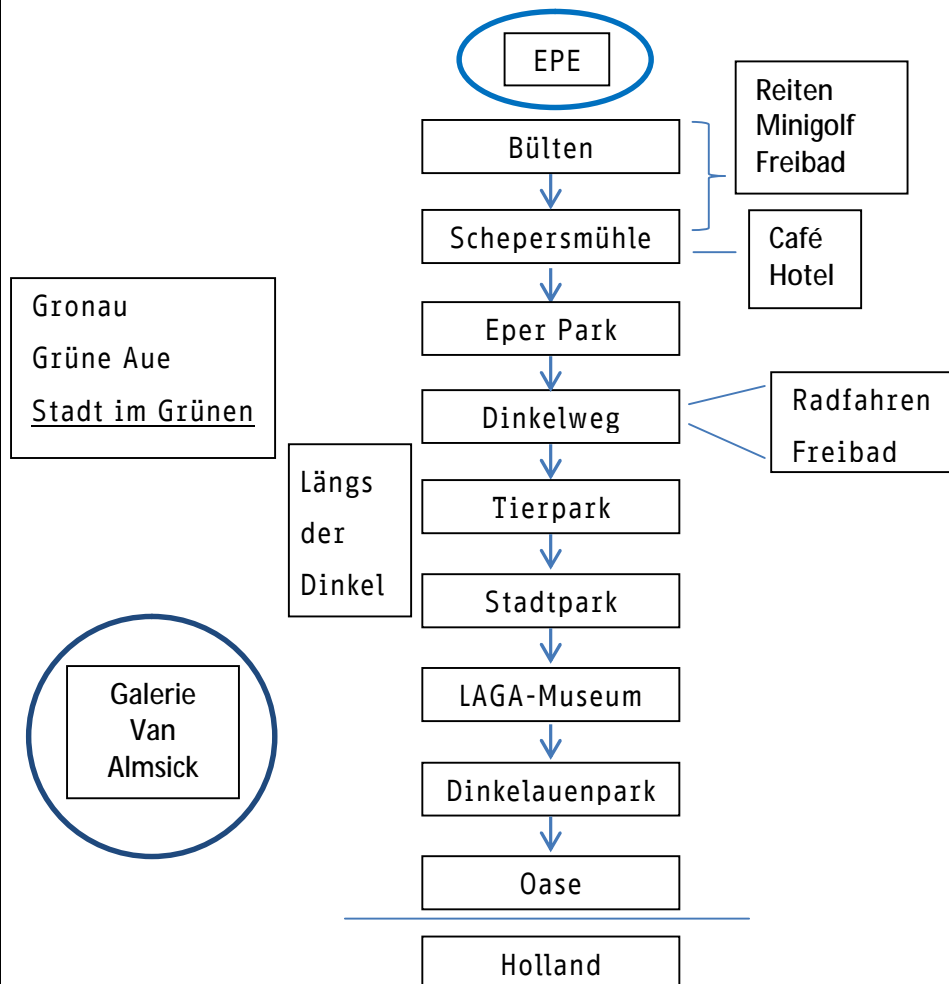 EPE
Reiten
Minigolf
Freibad
Bülten
Schepersmühle
Café
Hotel
Gronau
Grüne Aue
Stadt im Grünen
Eper Park
Dinkelweg
Radfahren
Freibad
Längs
der
Dinkel
Tierpark
Stadtpark
Galerie
Van
Almsick
LAGA-Museum
Dinkelauenpark
Oase
Holland